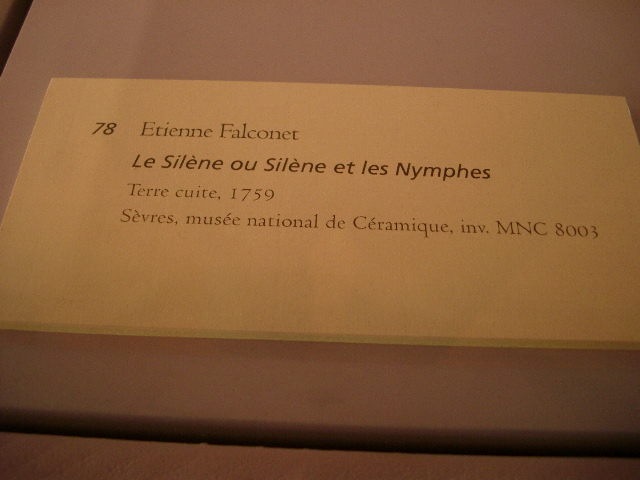 78 Etienne Falconet
Le Silène ou Silène et les Nymphes
Terre cuite, 1759
Sèvres, musée national de Céramique, inv. MNC 8003